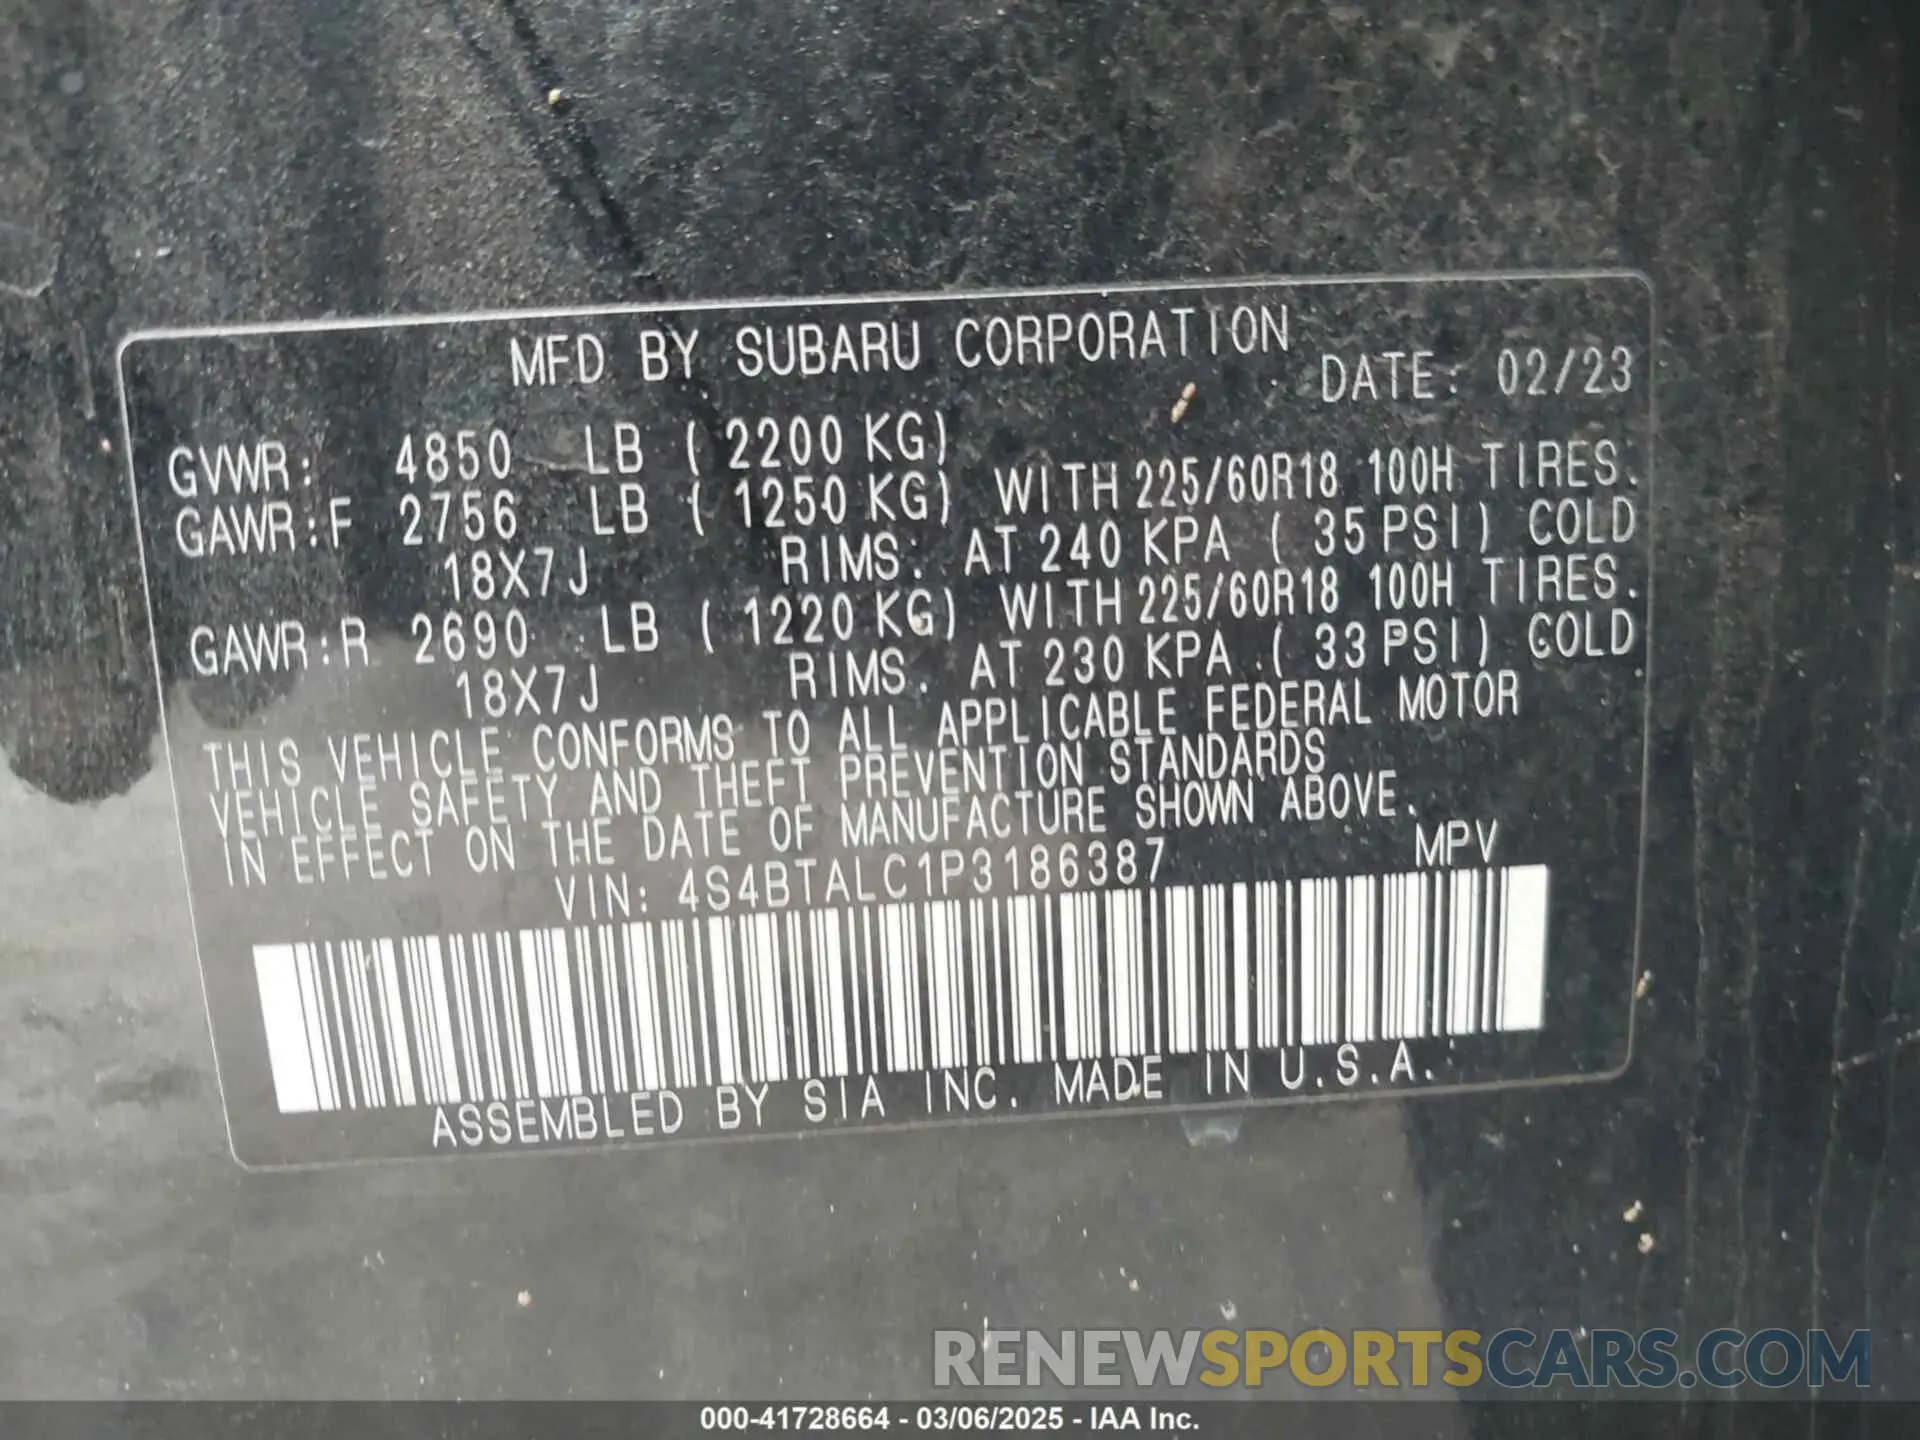 MFD BY SUBARU CORPORATION
DATE: 02/23
GVWR: 4850 LB ( 2200 KG)
GAWR:F 2756 LB ( 1250 KG) WITH 225/60R18 100H TIRES.
18X7J RIMS: AT 240 KPA ( 35 PSI) COLD
GAWR:R 2690 LB ( 1220 KG) WITH 225/60R18 100H TIRES.
18X7J RIMS. AT 230 KPA ( 33 PSI) COLD
THIS VEHICLE CONFORMS TO ALL APPLICABLE FEDERAL MOTOR
VEHICLE SAFETY AND THEFT PREVENTION STANDARDS
IN EFFECT ON THE DATE OF MANUFACTURE SHOWN ABOVE.
VIN: 4S4BTALC1P3186387 MPV
ASSEMBLED BY SIA INC. MADE IN U.S.A.
RENEWSPORTSCARS.COM
000-41728664 - 03/06/2025 - IAA Inc.